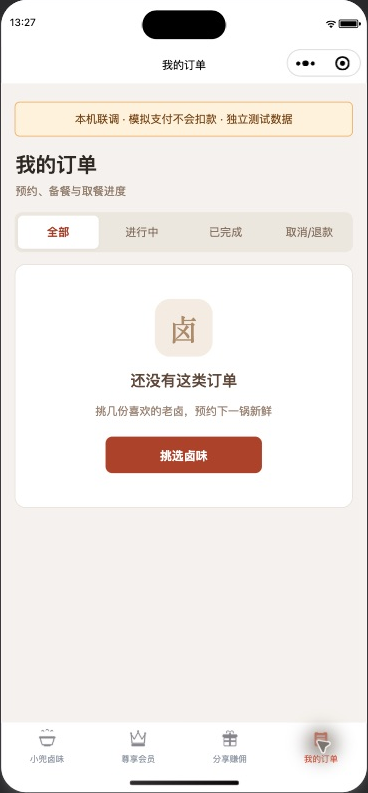 13:27
我的订单
本机联调 · 模拟支付不会扣款 · 独立测试数据
我的订单
预约、备餐与取餐进度
全部 进行中 已完成 取消/退款
卤
还没有这类订单
挑几份喜欢的老卤，预约下一锅新鲜
挑选卤味
小兜卤味 尊享会员 分享赚佣 我的订单